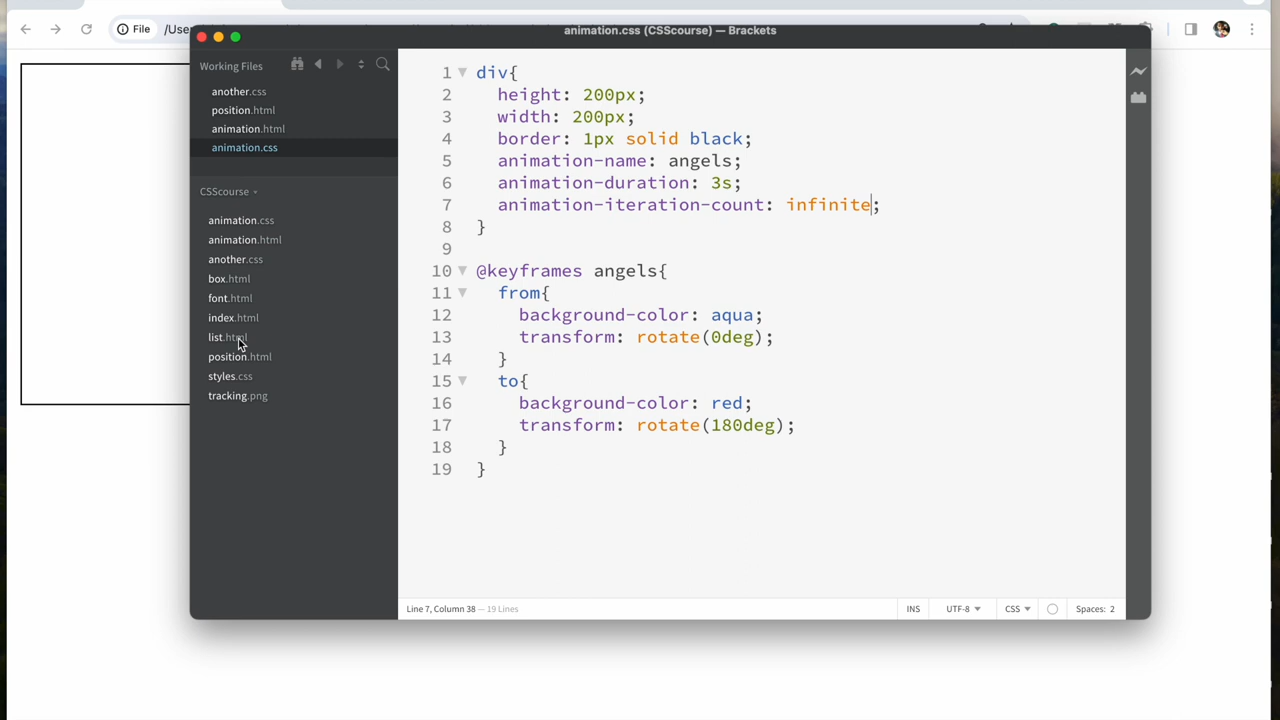 File
/Use
animation.css (CSScourse) — Brackets
Working Files
another.css
position.html
animation.html
animation.css
CSScourse
animation.css
animation.html
another.css
box.html
font.html
index.html
list.html
position.html
styles.css
tracking.png
1 div{
2 height: 200px;
3 width: 200px;
4 border: 1px solid black;
5 animation-name: angels;
6 animation-duration: 3s;
7 animation-iteration-count: infinite;
8 }
9
10 @keyframes angels{
11 from{
12 background-color: aqua;
13 transform: rotate(0deg);
14 }
15 to{
16 background-color: red;
17 transform: rotate(180deg);
18 }
19 }
Line 7, Column 38 — 19 Lines
INS
UTF-8
CSS
Spaces: 2